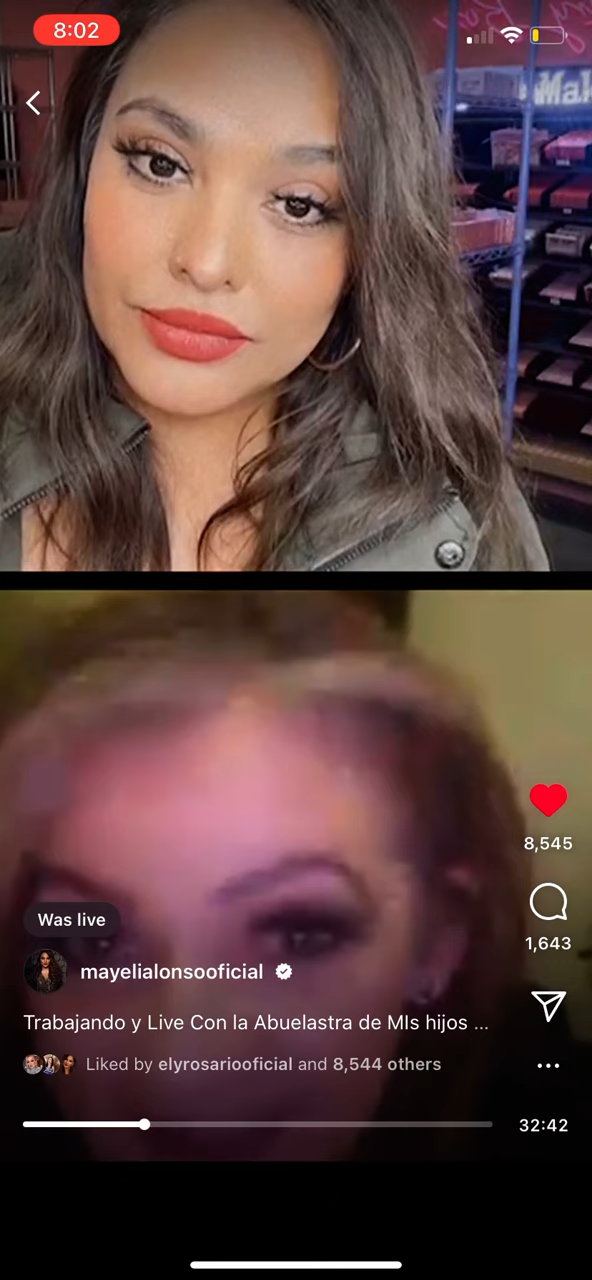 8:02
Mak
Was live
mayelialonsooficial
Trabajando y Live Con la Abuelastra de MIs hijos ...
8,545
1,643
Liked by elyrosariooficial and 8,544 others
32:42